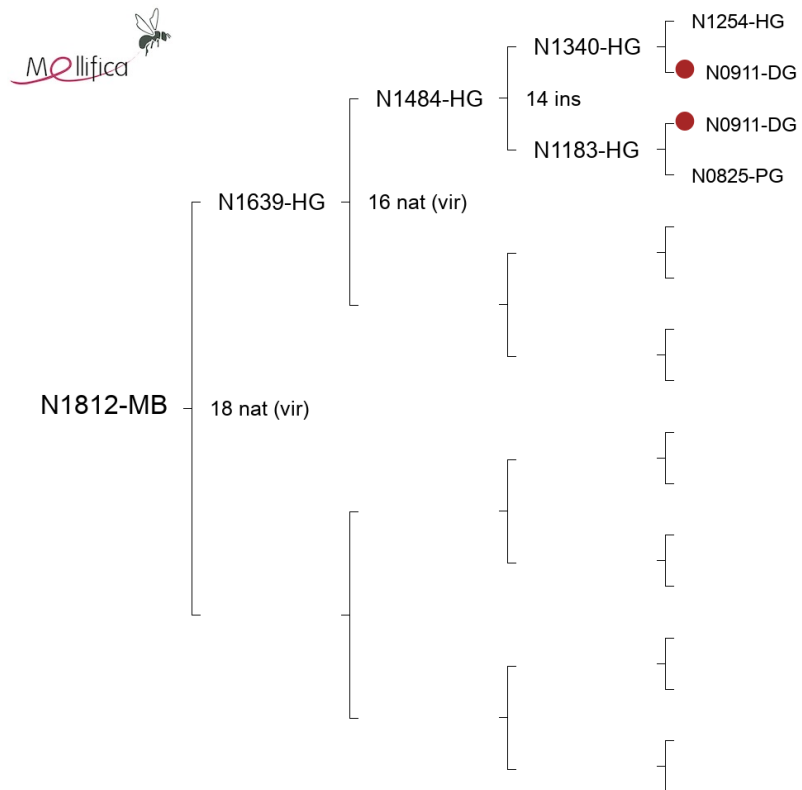 Mellifica
N1254-HG
N1340-HG
N0911-DG
N1484-HG
14 ins
N0911-DG
N1183-HG
N0825-PG
N1639-HG
16 nat (vir)
N1812-MB
18 nat (vir)